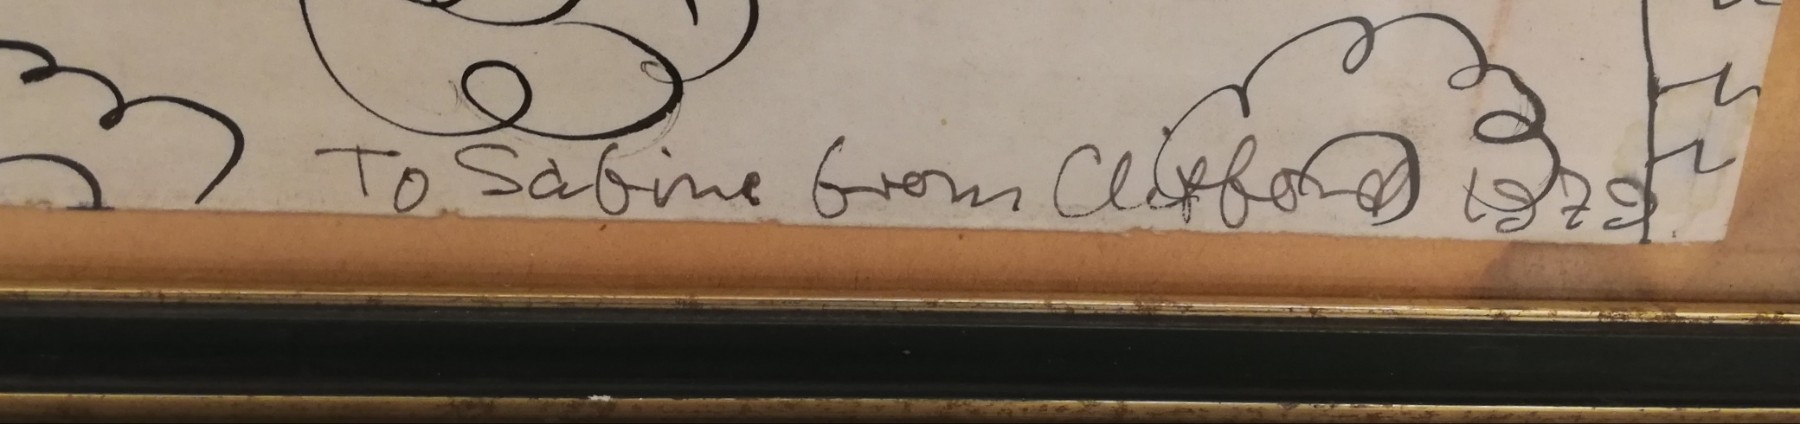 To Sabine from Clifford 1979